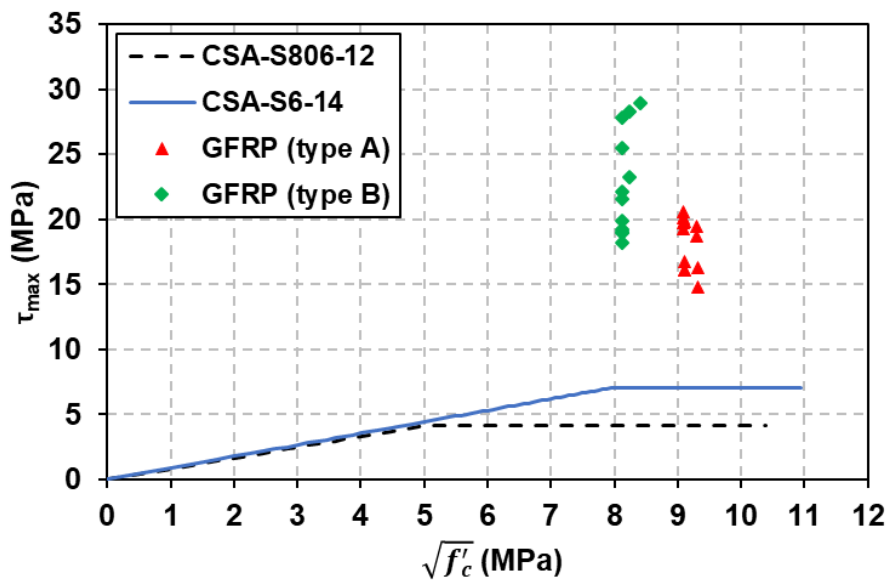 35
30
25
20
15
10
5
0
τmax (MPa)
CSA-S806-12
CSA-S6-14
GFRP (type A)
GFRP (type B)
0 1 2 3 4 5 6 7 8 9 10 11 12
√f′c (MPa)